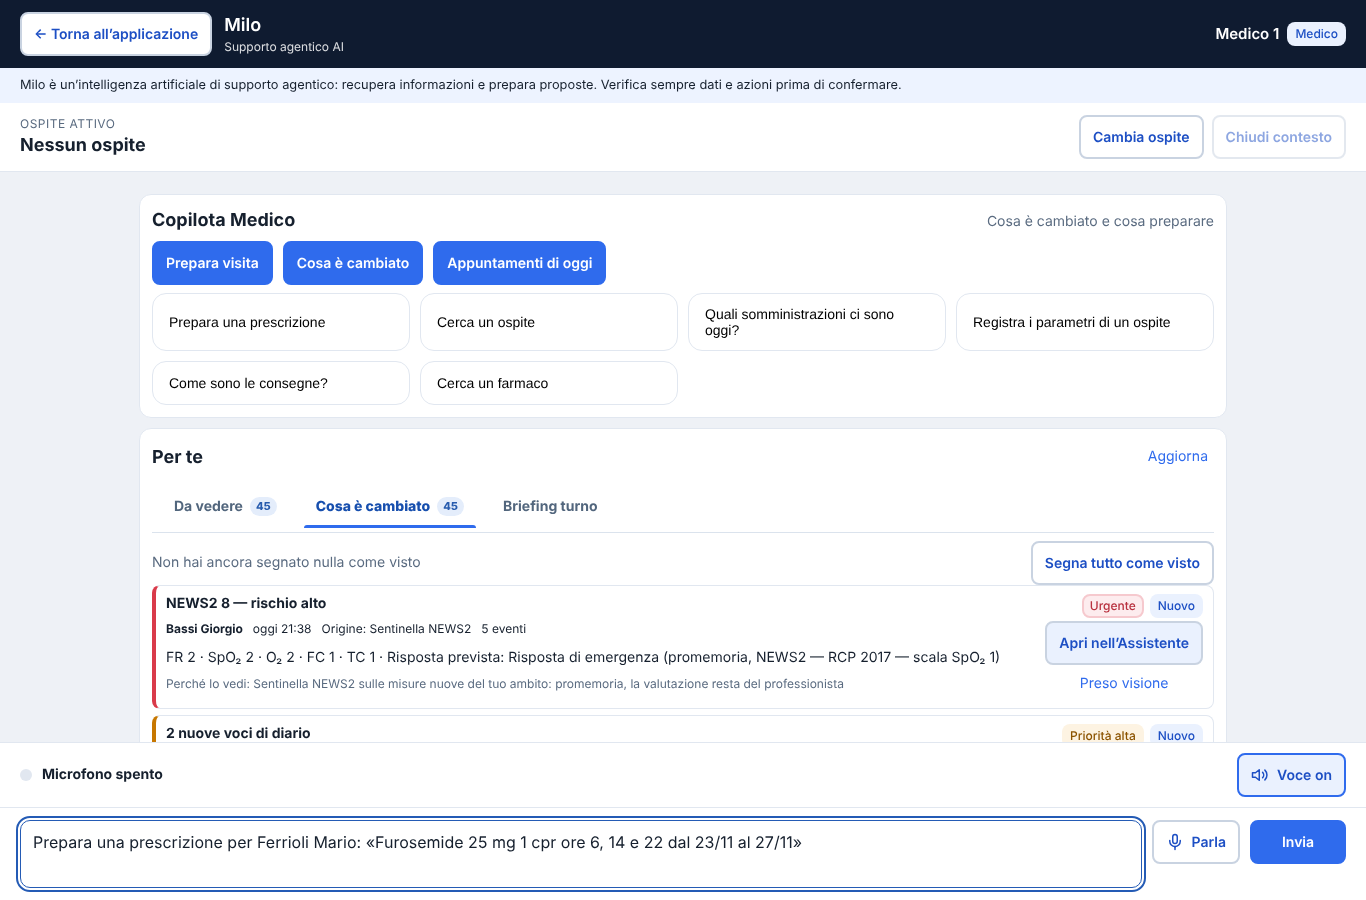 ← Torna all’applicazione
Milo
Supporto agentico AI
Medico 1 Medico
Milo è un’intelligenza artificiale di supporto agentico: recupera informazioni e prepara proposte. Verifica sempre dati e azioni prima di confermare.
OSPITE ATTIVO
Nessun ospite
Cambia ospite
Chiudi contesto
Copilota Medico
Cosa è cambiato e cosa preparare
Prepara visita
Cosa è cambiato
Appuntamenti di oggi
Prepara una prescrizione
Cerca un ospite
Quali somministrazioni ci sono
oggi?
Registra i parametri di un ospite
Come sono le consegne?
Cerca un farmaco
Per te
Aggiorna
Da vedere 45
Cosa è cambiato 45
Briefing turno
Non hai ancora segnato nulla come visto
Segna tutto come visto
NEWS2 8 — rischio alto
Urgente Nuovo
Bassi Giorgio oggi 21:38 Origine: Sentinella NEWS2 5 eventi
Apri nell’Assistente
FR 2 · SpO₂ 2 · O₂ 2 · FC 1 · TC 1 · Risposta prevista: Risposta di emergenza (promemoria, NEWS2 — RCP 2017 — scala SpO₂ 1)
Perché lo vedi: Sentinella NEWS2 sulle misure nuove del tuo ambito: promemoria, la valutazione resta del professionista
Preso visione
2 nuove voci di diario
Priorità alta Nuovo
Microfono spento
Voce on
Prepara una prescrizione per Ferrioli Mario: «Furosemide 25 mg 1 cpr ore 6, 14 e 22 dal 23/11 al 27/11»
Parla
Invia